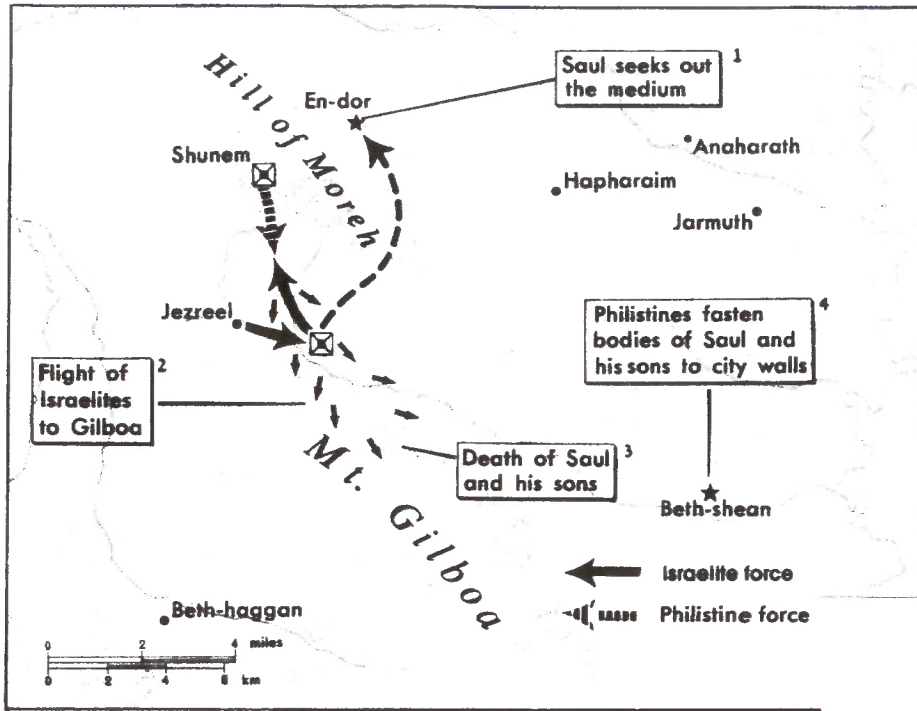 Saul seeks out
the medium
1
Hill of Moreh
En-dor
Shunem
Anaharath
Hapharaim
Jarmuth
Jezreel
Philistines fasten
bodies of Saul and
his sons to city walls
4
Flight of
Israelites
to Gilboa
2
Death of Saul
and his sons
3
Mt. Gilboa
Beth-shean
Israelite force
Philistine force
Beth-haggan
0 2 4 miles
0 2 4 6 km